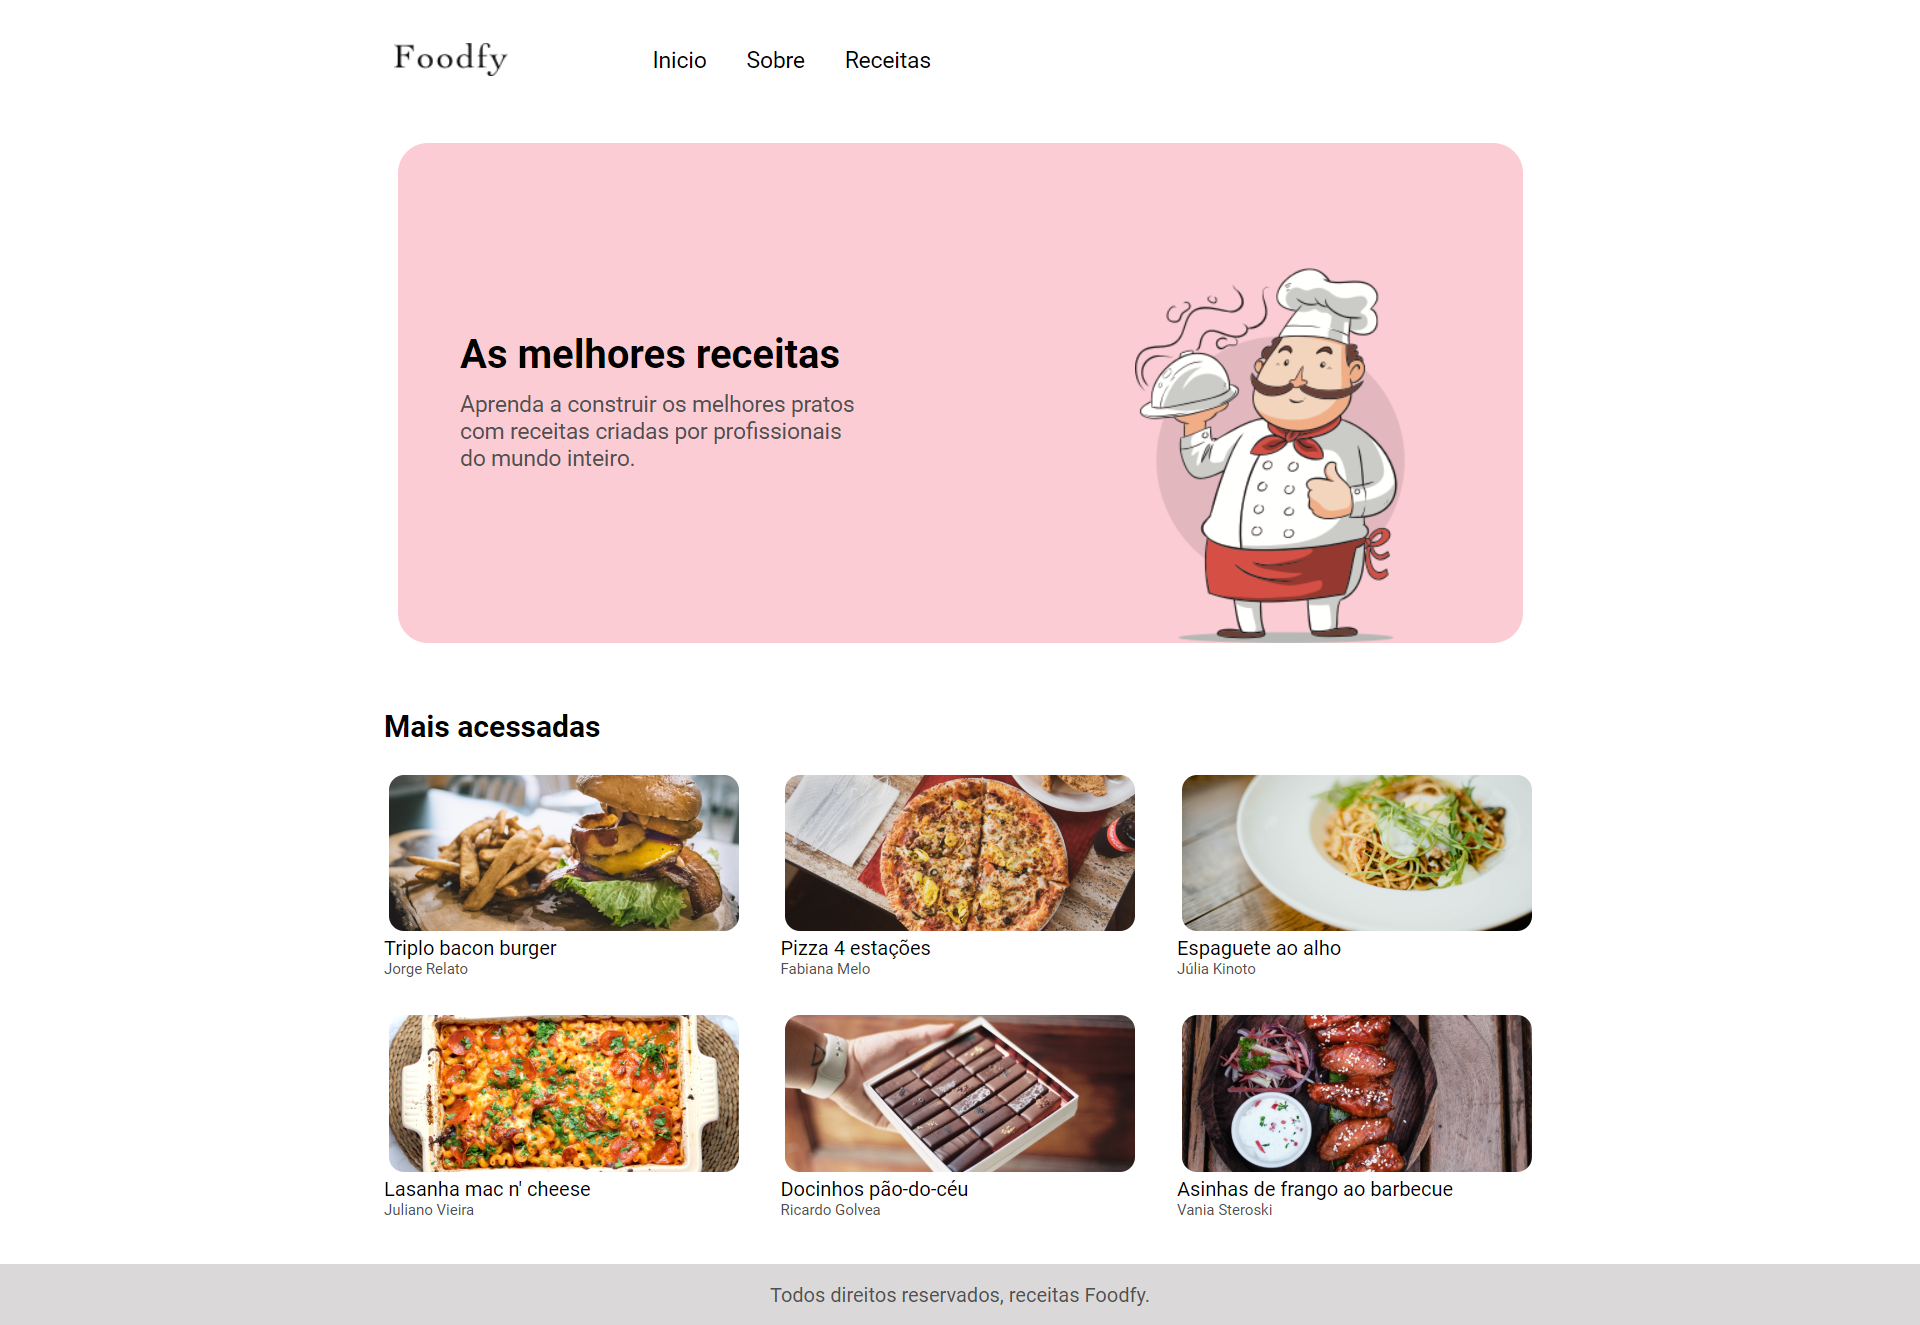 Foodfy
Inicio Sobre Receitas
As melhores receitas
Aprenda a construir os melhores pratos
com receitas criadas por profissionais
do mundo inteiro.
Mais acessadas
Triplo bacon burger
Jorge Relato
Pizza 4 estações
Fabiana Melo
Espaguete ao alho
Júlia Kinoto
Lasanha mac n' cheese
Juliano Vieira
Docinhos pão-do-céu
Ricardo Golvea
Asinhas de frango ao barbecue
Vania Steroski
Todos direitos reservados, receitas Foodfy.